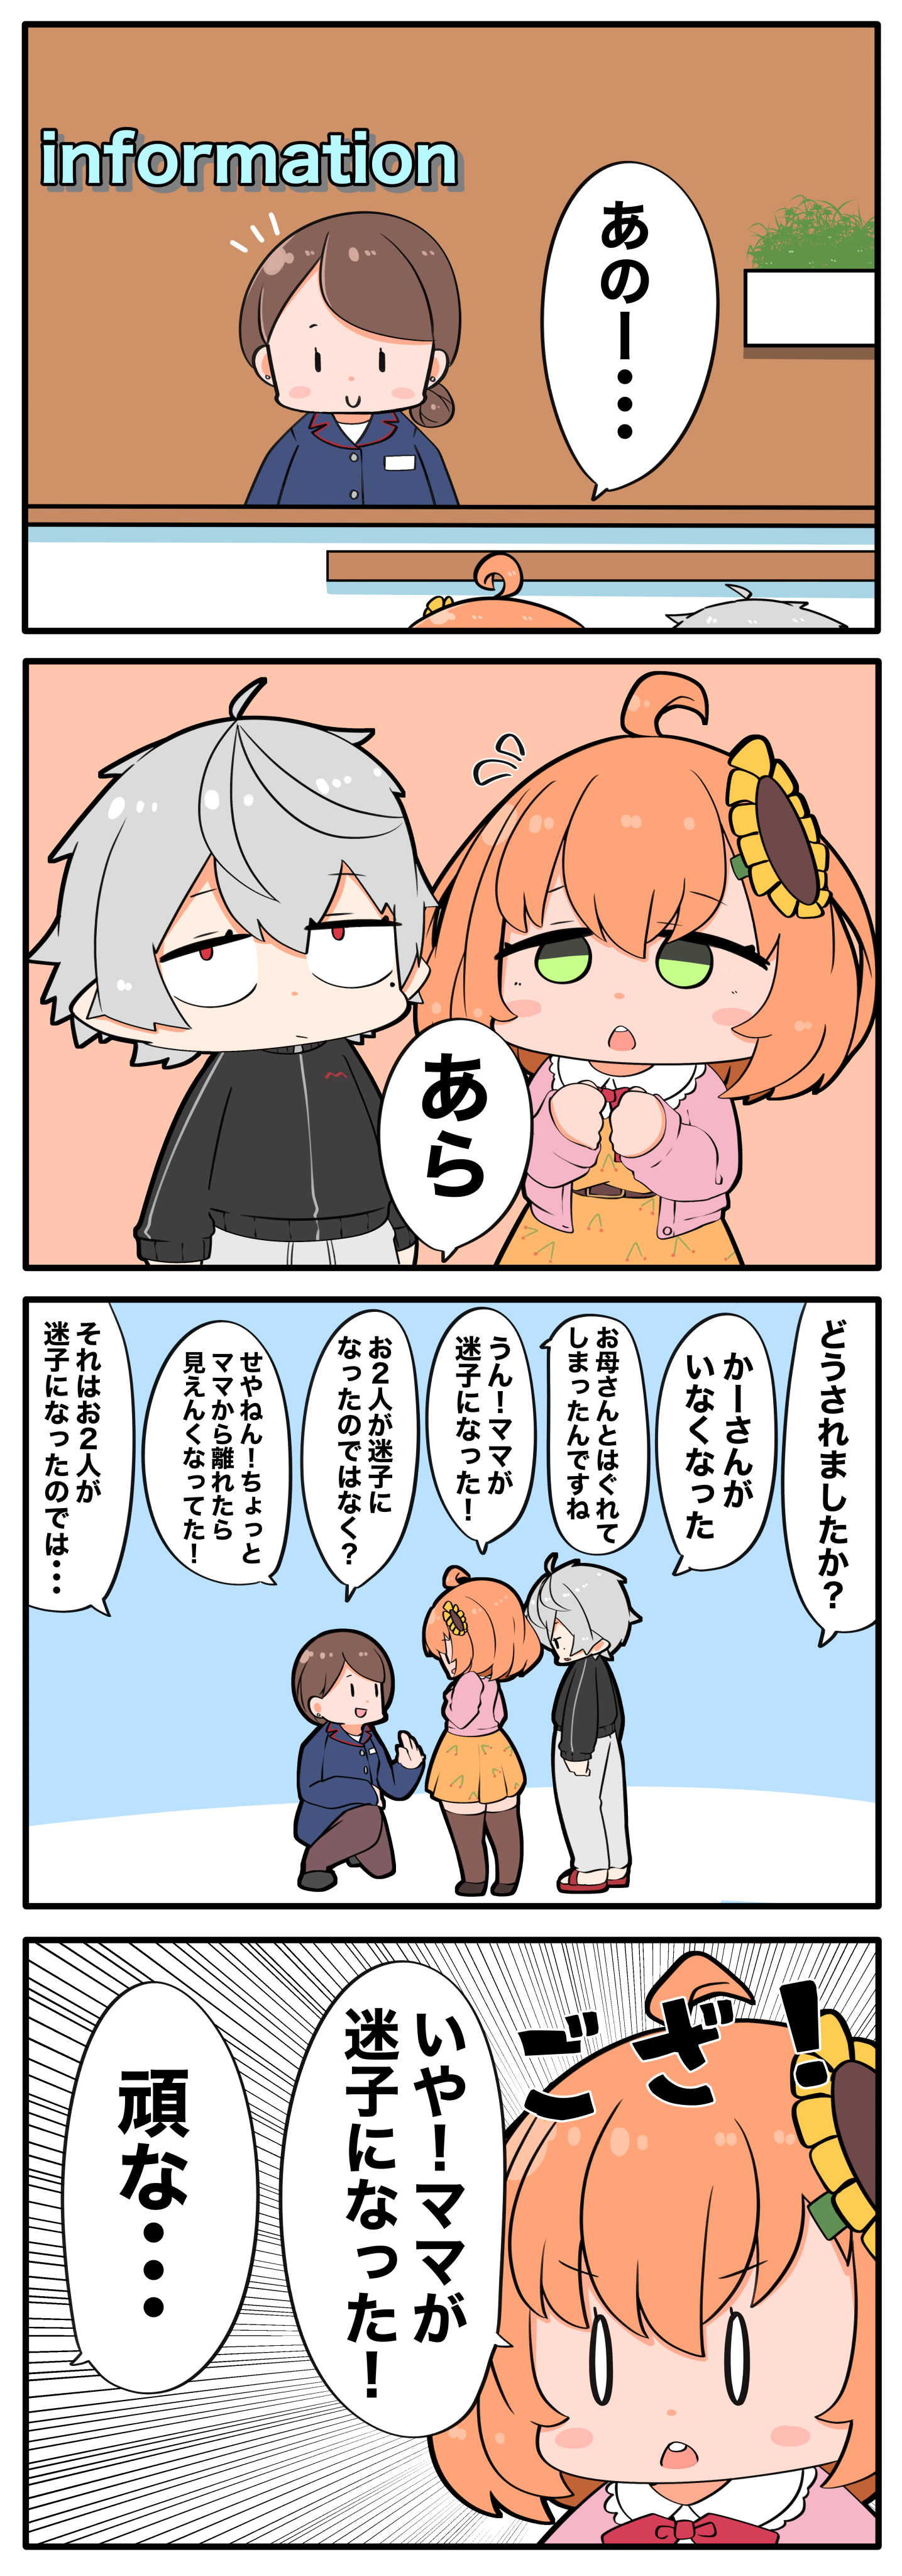 information
あのー・・・
あら
どうされましたか？
かーさんが
いなくなった
お母さんとはぐれて
しまったんですね
うん！ママが
迷子になった！
お2人が迷子に
なったのではなく？
せやねん！ちょっと
ママから離れたら
見えんくなってた！
それはお2人が
迷子になったのでは・・・
ござ！
いや！ママが
迷子になった！
頑な・・・